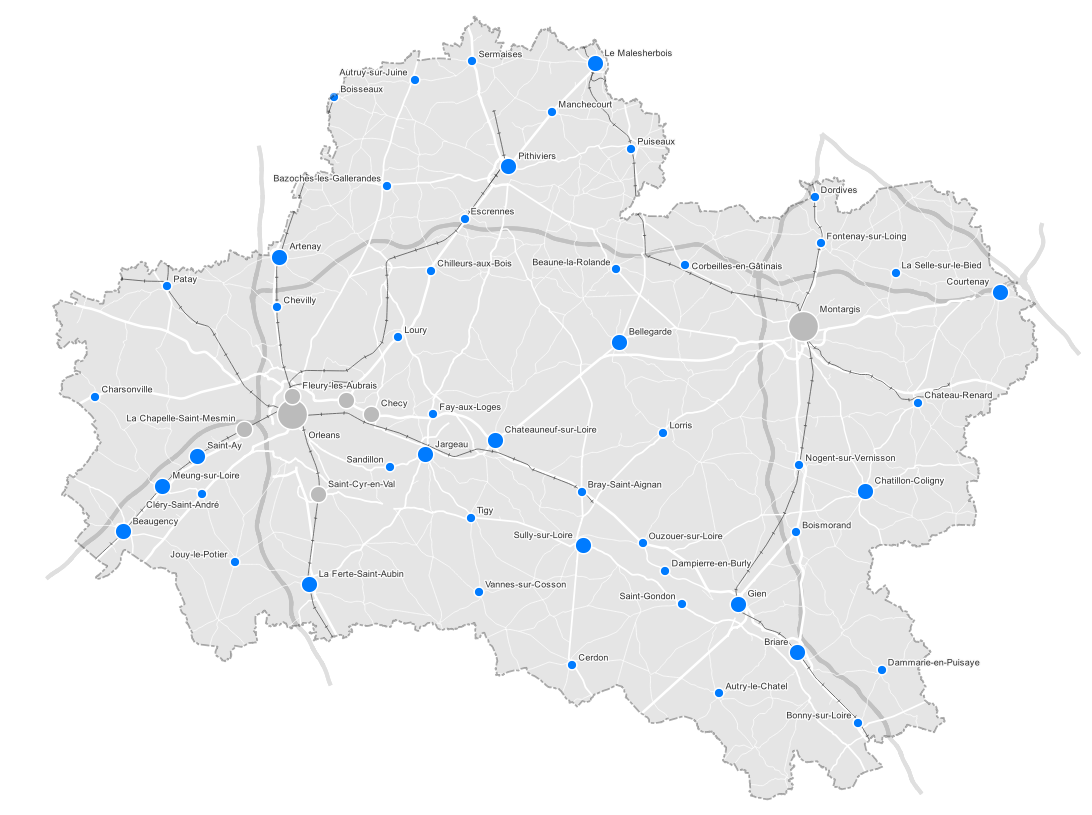 Sermaises
Le Malesherbois
Autruy-sur-Juine
Boisseaux
Manchecourt
Puiseaux
Pithiviers
Bazoches-les-Gallerandes
Dordives
Escrennes
Fontenay-sur-Loing
Artenay
Chilleurs-aux-Bois
Beaune-la-Rolande
Corbeilles-en-Gâtinais
La Selle-sur-le-Bied
Patay
Courtenay
Chevilly
Montargis
Loury
Bellegarde
Fleury-les-Aubrais
Charsonville
Checy
Chateau-Renard
Fay-aux-Loges
La Chapelle-Saint-Mesmin
Chateauneuf-sur-Loire
Lorris
Orleans
Saint-Ay
Jargeau
Sandillon
Nogent-sur-Vernisson
Meung-sur-Loire
Saint-Cyr-en-Val
Bray-Saint-Aignan
Chatillon-Coligny
Cléry-Saint-André
Tigy
Beaugency
Boismorand
Sully-sur-Loire
Ouzouer-sur-Loire
Jouy-le-Potier
Dampierre-en-Burly
La Ferte-Saint-Aubin
Vannes-sur-Cosson
Saint-Gondon
Gien
Briare
Cerdon
Dammarie-en-Puisaye
Autry-le-Chatel
Bonny-sur-Loire